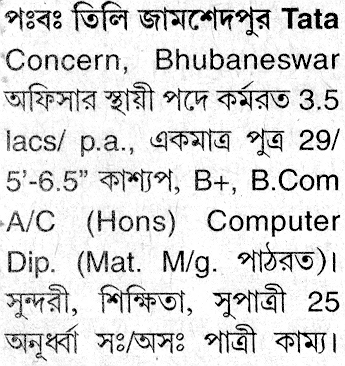 পঃবঃ তিলি জামশেদপুর Tata
Concern, Bhubaneswar
অফিসার স্থায়ী পদে কর্মরত 3.5
lacs/ p.a., একমাত্র পুত্র 29/
5'-6.5" কাশ্যপ, B+, B.Com
A/C (Hons) Computer
Dip. (Mat. M/g. পাঠরত)।
সুন্দরী, শিক্ষিতা, সুপাত্রী 25
অনূর্ধ্বা সঃ/অসঃ পাত্রী কাম্য।